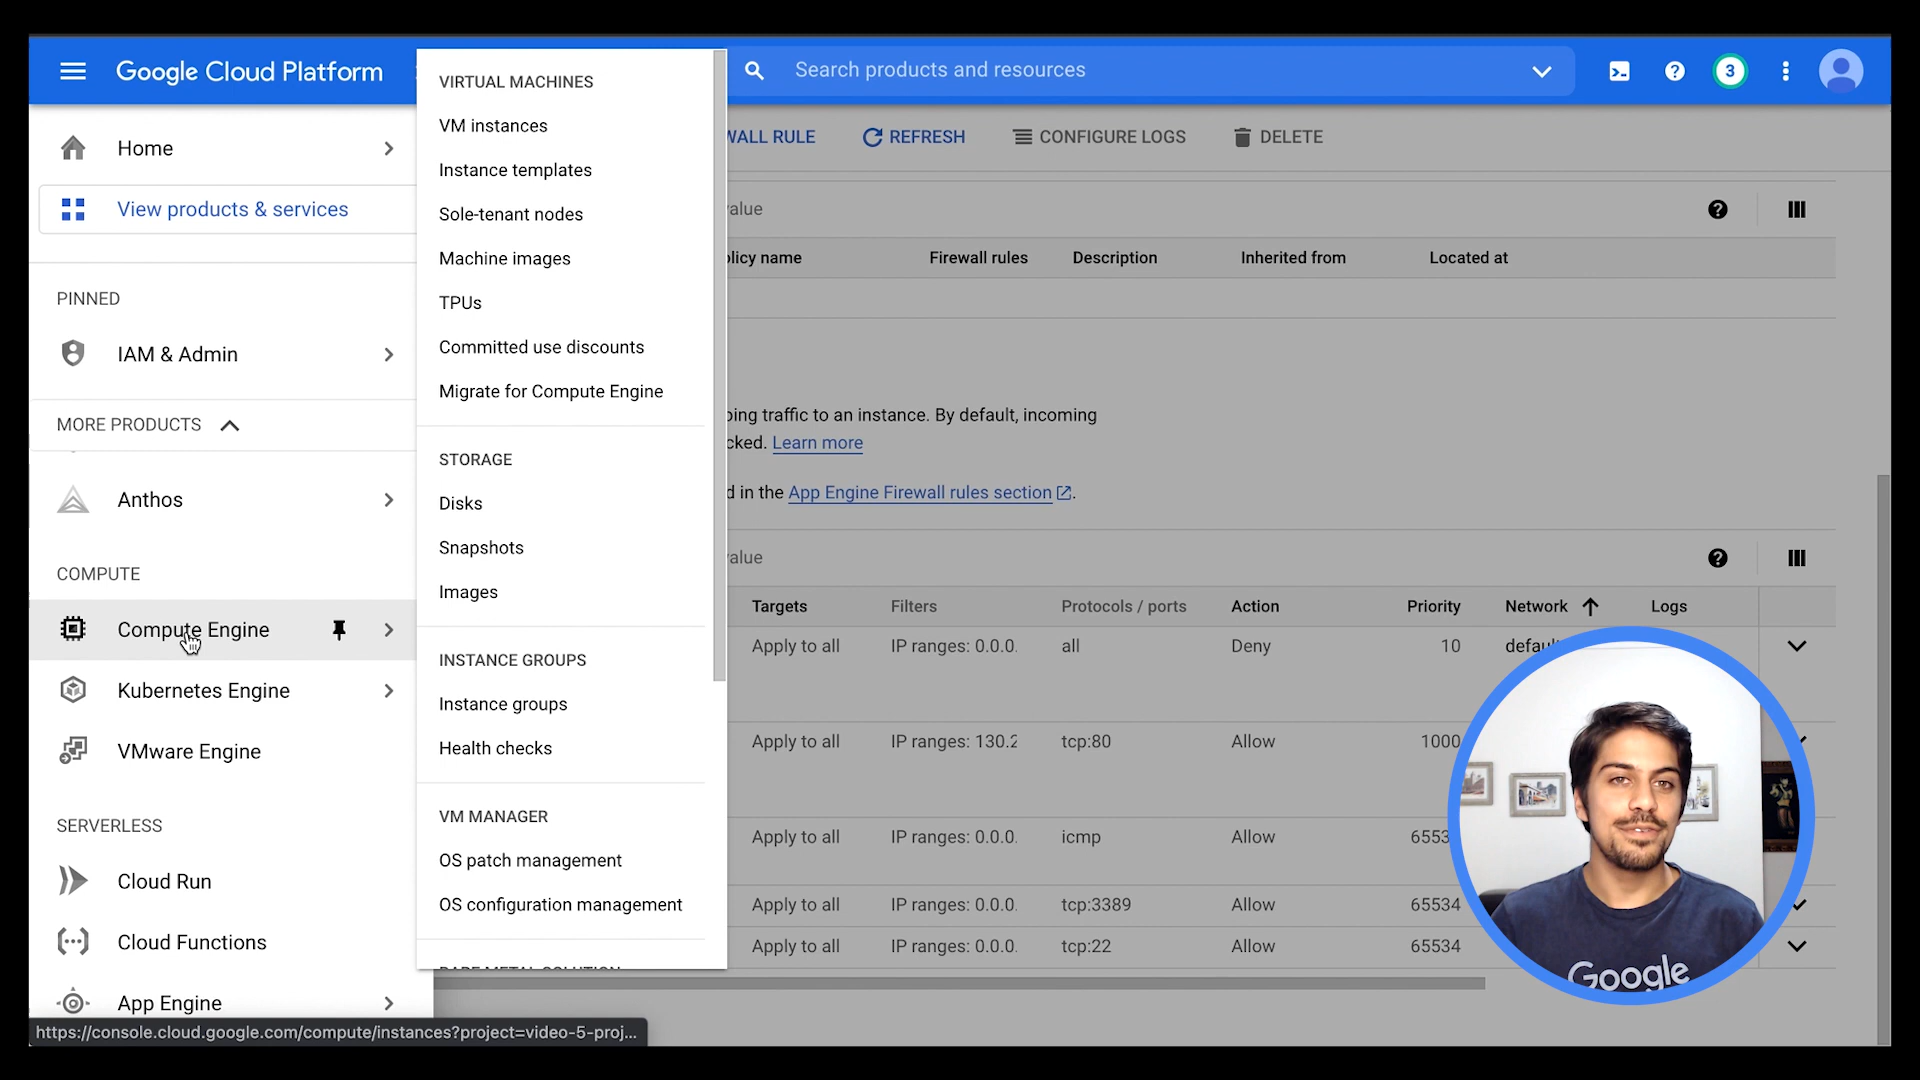 Google Cloud Platform
Search products and resources
3
Home
View products & services
PINNED
IAM & Admin
MORE PRODUCTS
Anthos
COMPUTE
Compute Engine
Kubernetes Engine
VMware Engine
SERVERLESS
Cloud Run
Cloud Functions
App Engine
https://console.cloud.google.com/compute/instances?project=video-5-proj...
VIRTUAL MACHINES
VM instances
Instance templates
Sole-tenant nodes
Machine images
TPUs
Committed use discounts
Migrate for Compute Engine
STORAGE
Disks
Snapshots
Images
INSTANCE GROUPS
Instance groups
Health checks
VM MANAGER
OS patch management
OS configuration management
BARE METAL SOLUTION
WALL RULE REFRESH CONFIGURE LOGS DELETE
alue
olicy name Firewall rules Description Inherited from Located at
oing traffic to an instance. By default, incoming
cked. Learn more
d in the App Engine Firewall rules section.
alue
Targets Filters Protocols / ports Action Priority Network Logs
Apply to all IP ranges: 0.0.0. all Deny 10 defau
Apply to all IP ranges: 130.2 tcp:80 Allow 1000
Apply to all IP ranges: 0.0.0. icmp Allow 6553
Apply to all IP ranges: 0.0.0. tcp:3389 Allow 65534
Apply to all IP ranges: 0.0.0. tcp:22 Allow 65534
Google